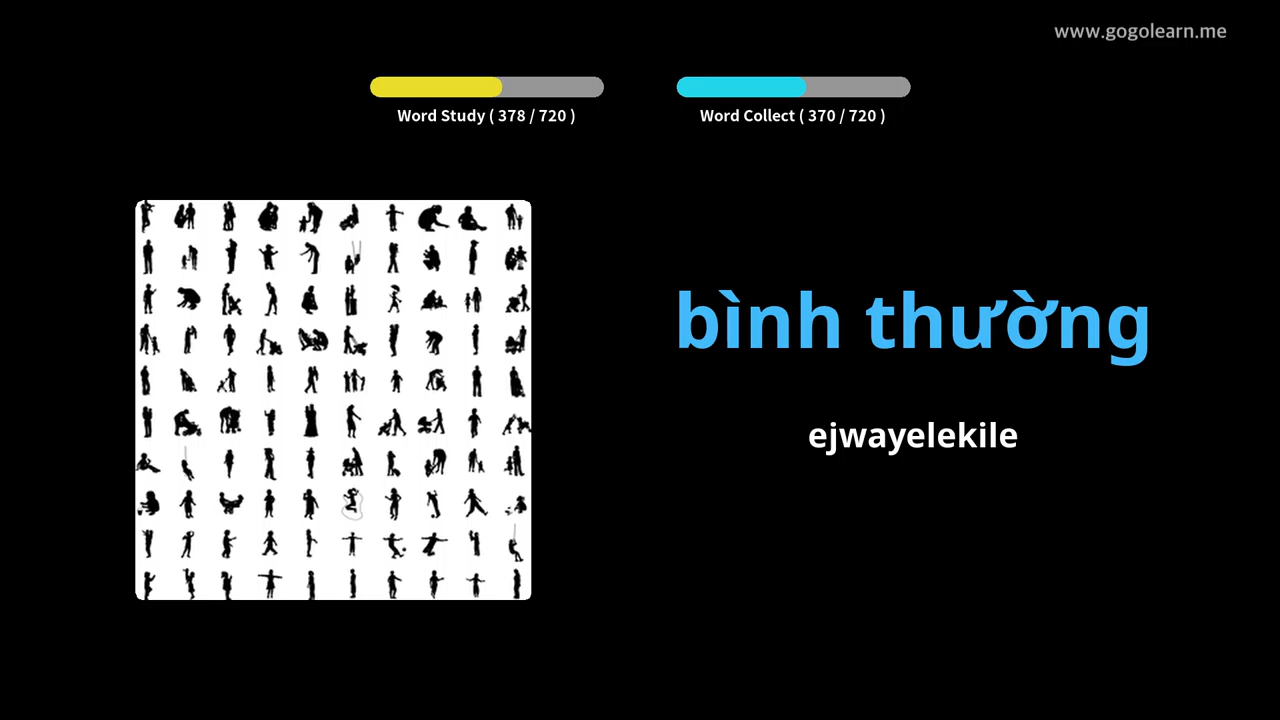 www.gogolearn.me
Word Study ( 378 / 720 )
Word Collect ( 370 / 720 )
bình thường
ejwayelekile